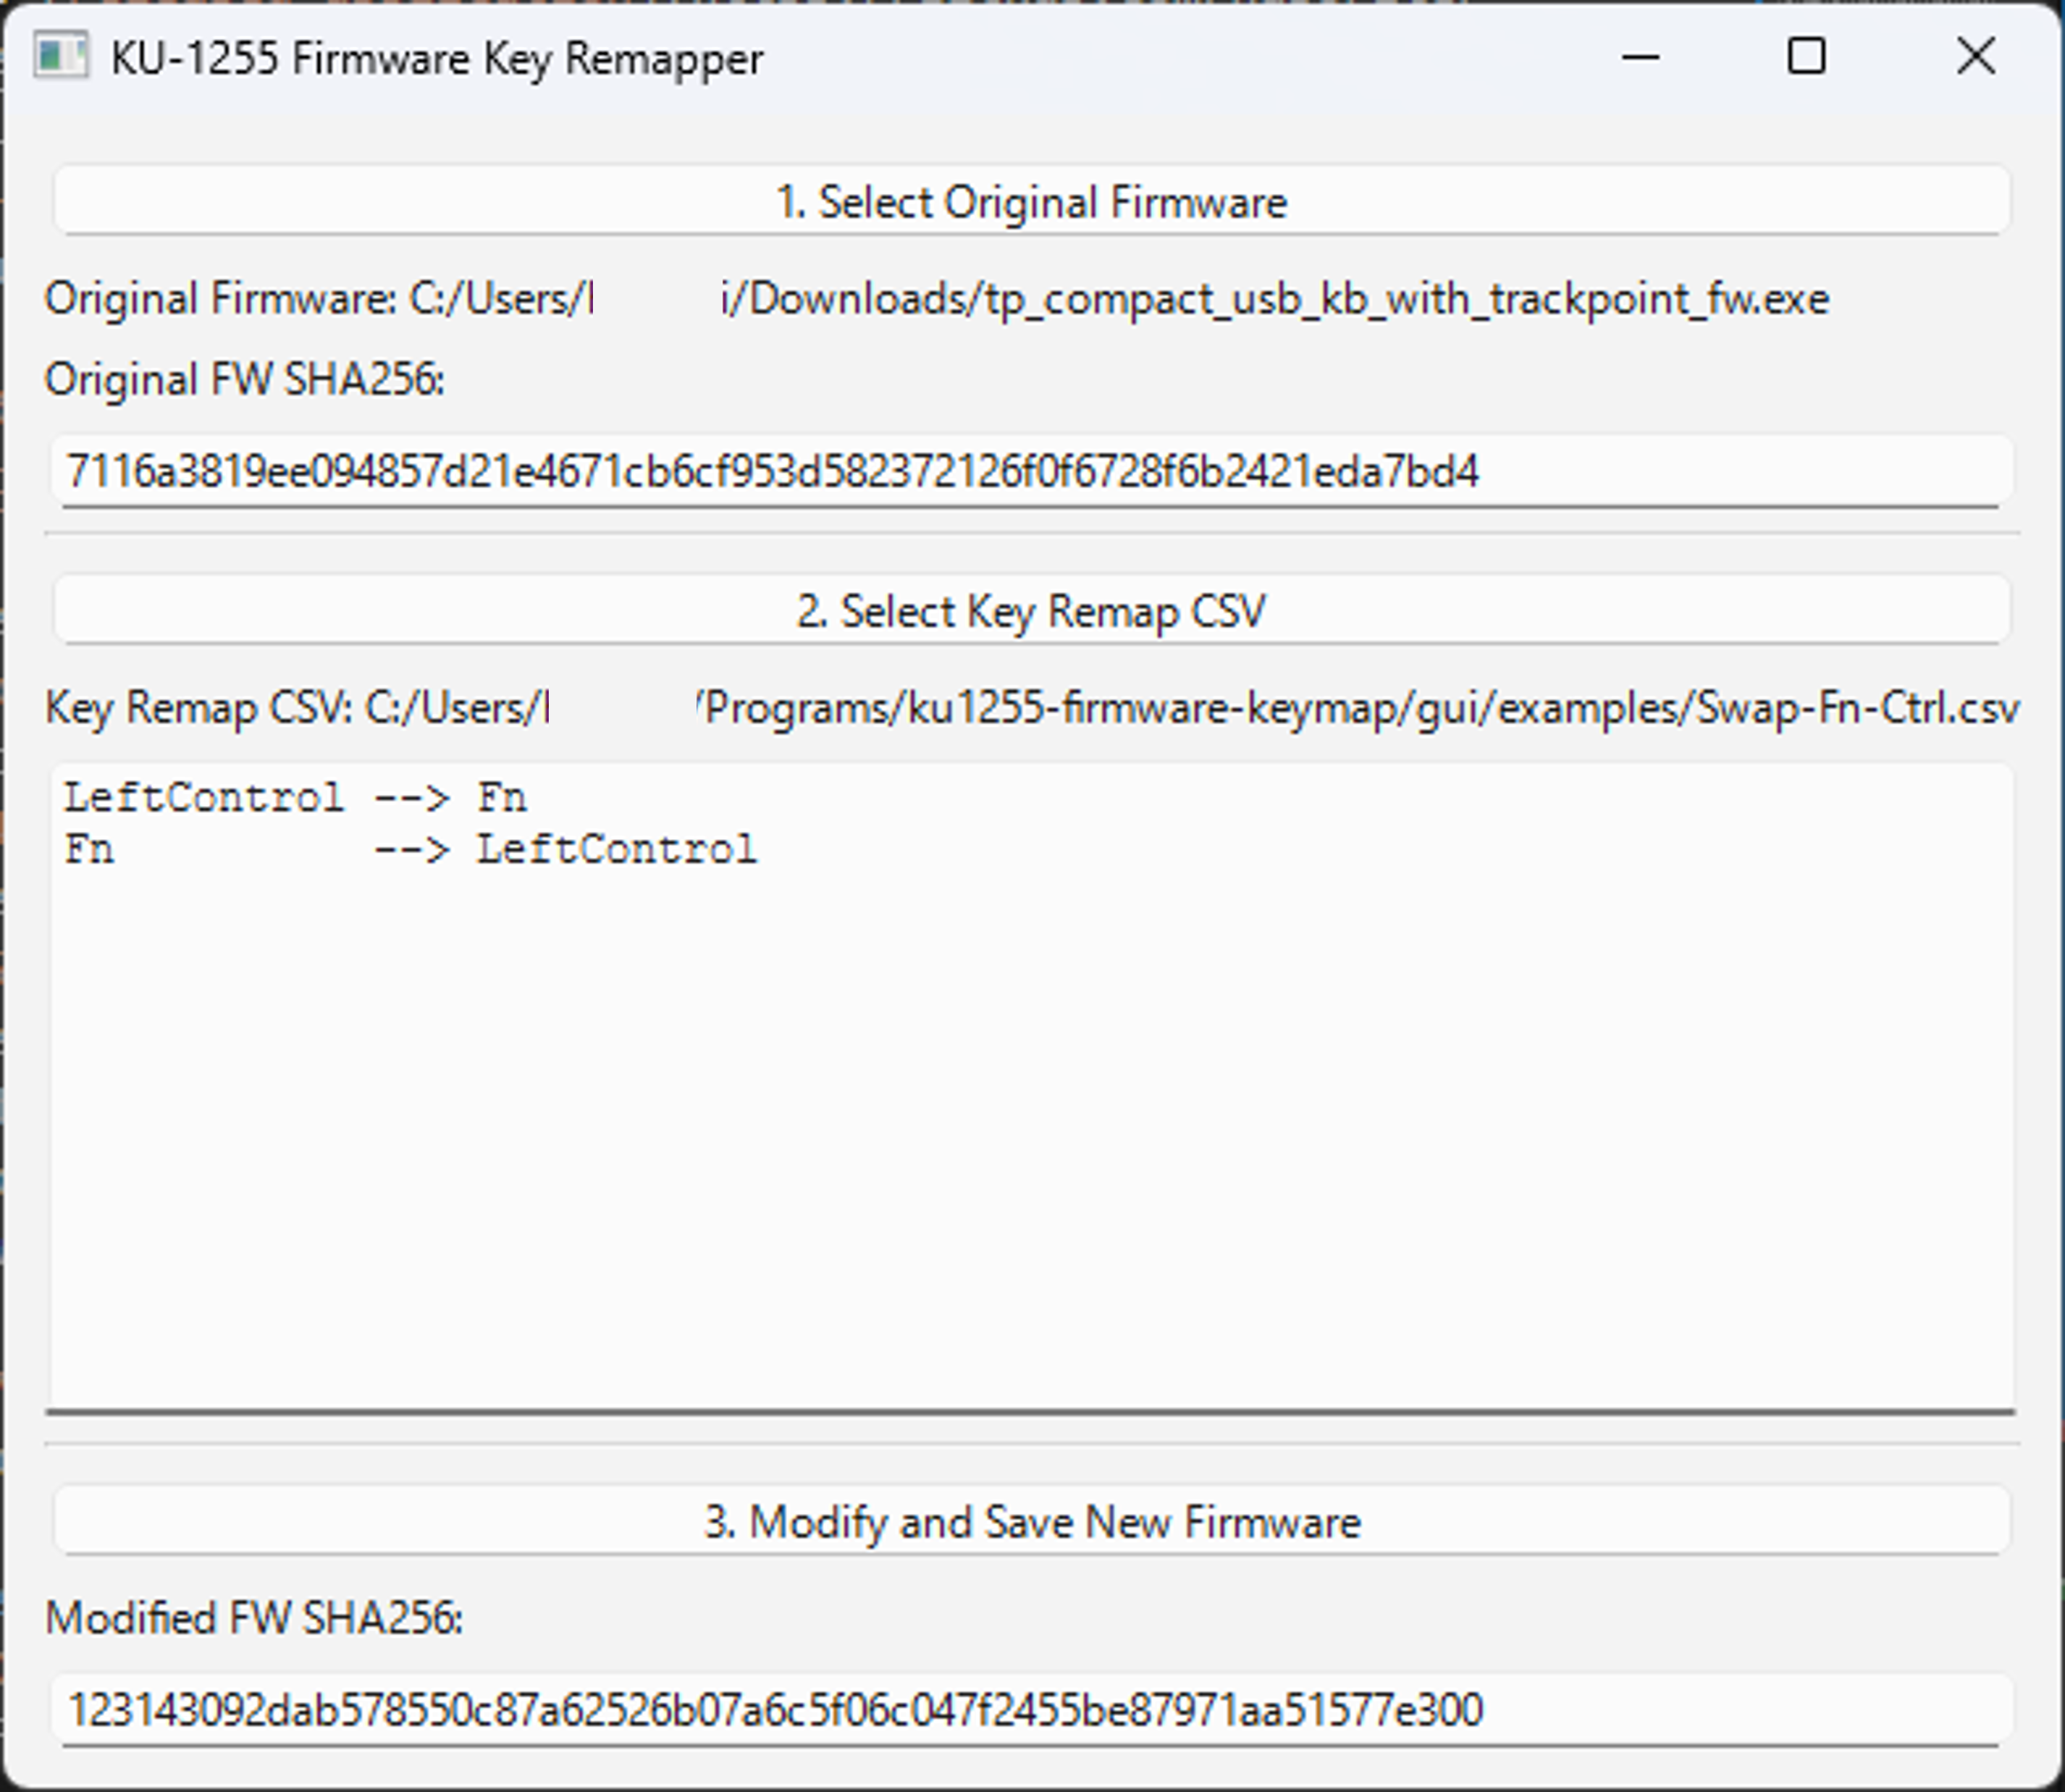 KU-1255 Firmware Key Remapper
1. Select Original Firmware
Original Firmware: C:/Users/ i/Downloads/tp_compact_usb_kb_with_trackpoint_fw.exe
Original FW SHA256:
7116a3819ee094857d21e4671cb6cf953d582372126f0f6728f6b2421eda7bd4
2. Select Key Remap CSV
Key Remap CSV: C:/Users/ /Programs/ku1255-firmware-keymap/gui/examples/Swap-Fn-Ctrl.csv
LeftControl --> Fn
Fn --> LeftControl
3. Modify and Save New Firmware
Modified FW SHA256:
123143092dab578550c87a62526b07a6c5f06c047f2455be87971aa51577e300